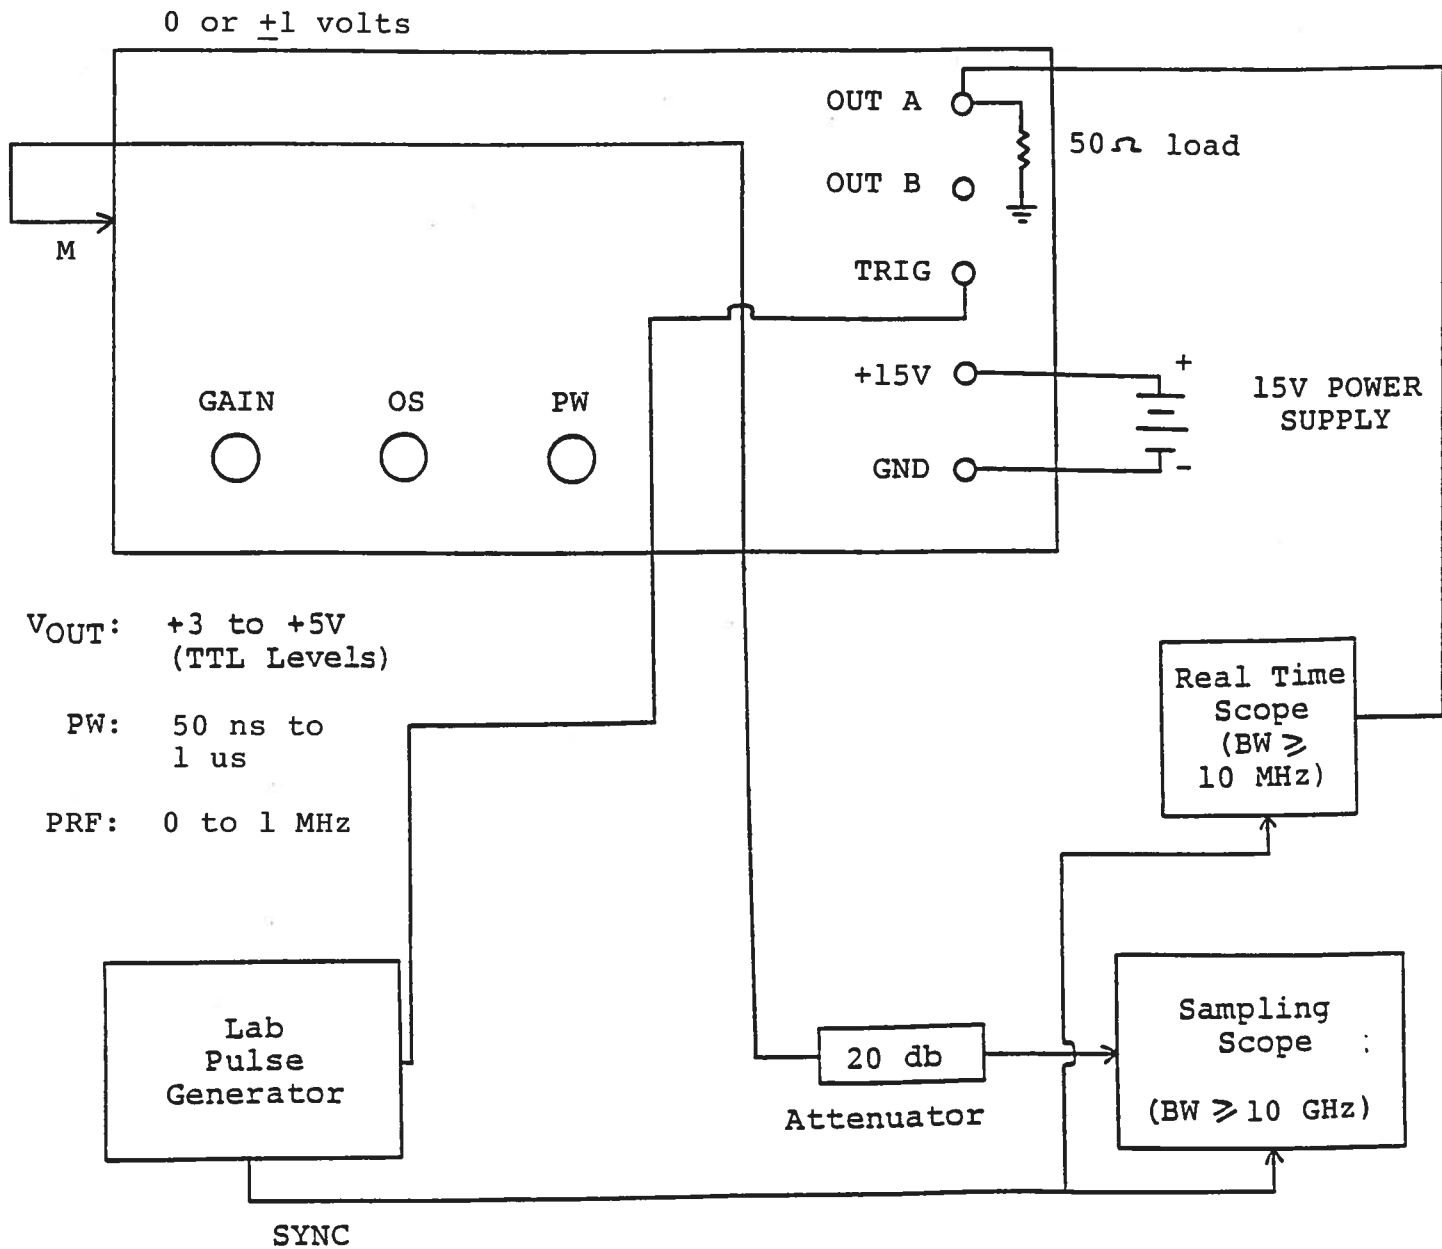 0 or ±1 volts
OUT A
50Ω load
OUT B
M
TRIG
+15V
+
15V POWER
SUPPLY
GAIN
OS
PW
GND
-
VOUT: +3 to +5V
(TTL Levels)
PW: 50 ns to
1 us
PRF: 0 to 1 MHz
Real Time
Scope
(BW ⩾
10 MHz)
Lab
Pulse
Generator
20 db
Attenuator
Sampling
Scope
(BW ⩾ 10 GHz)
SYNC